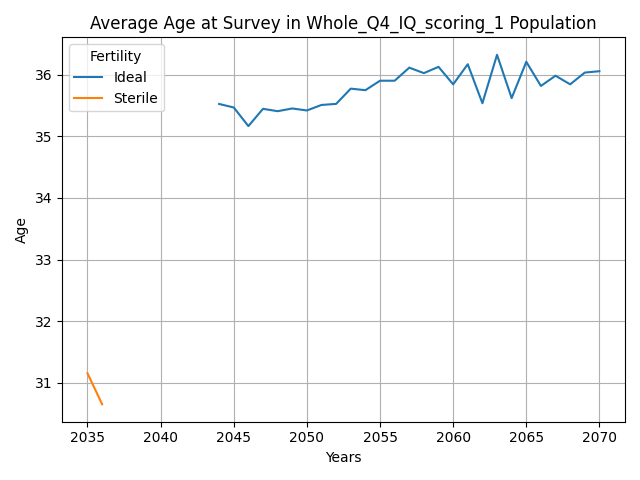 Average Age at Survey in Whole_Q4_IQ_scoring_1 Population
Fertility
Ideal
Sterile
36
35
34
33
32
31
Age
2035 2040 2045 2050 2055 2060 2065 2070
Years